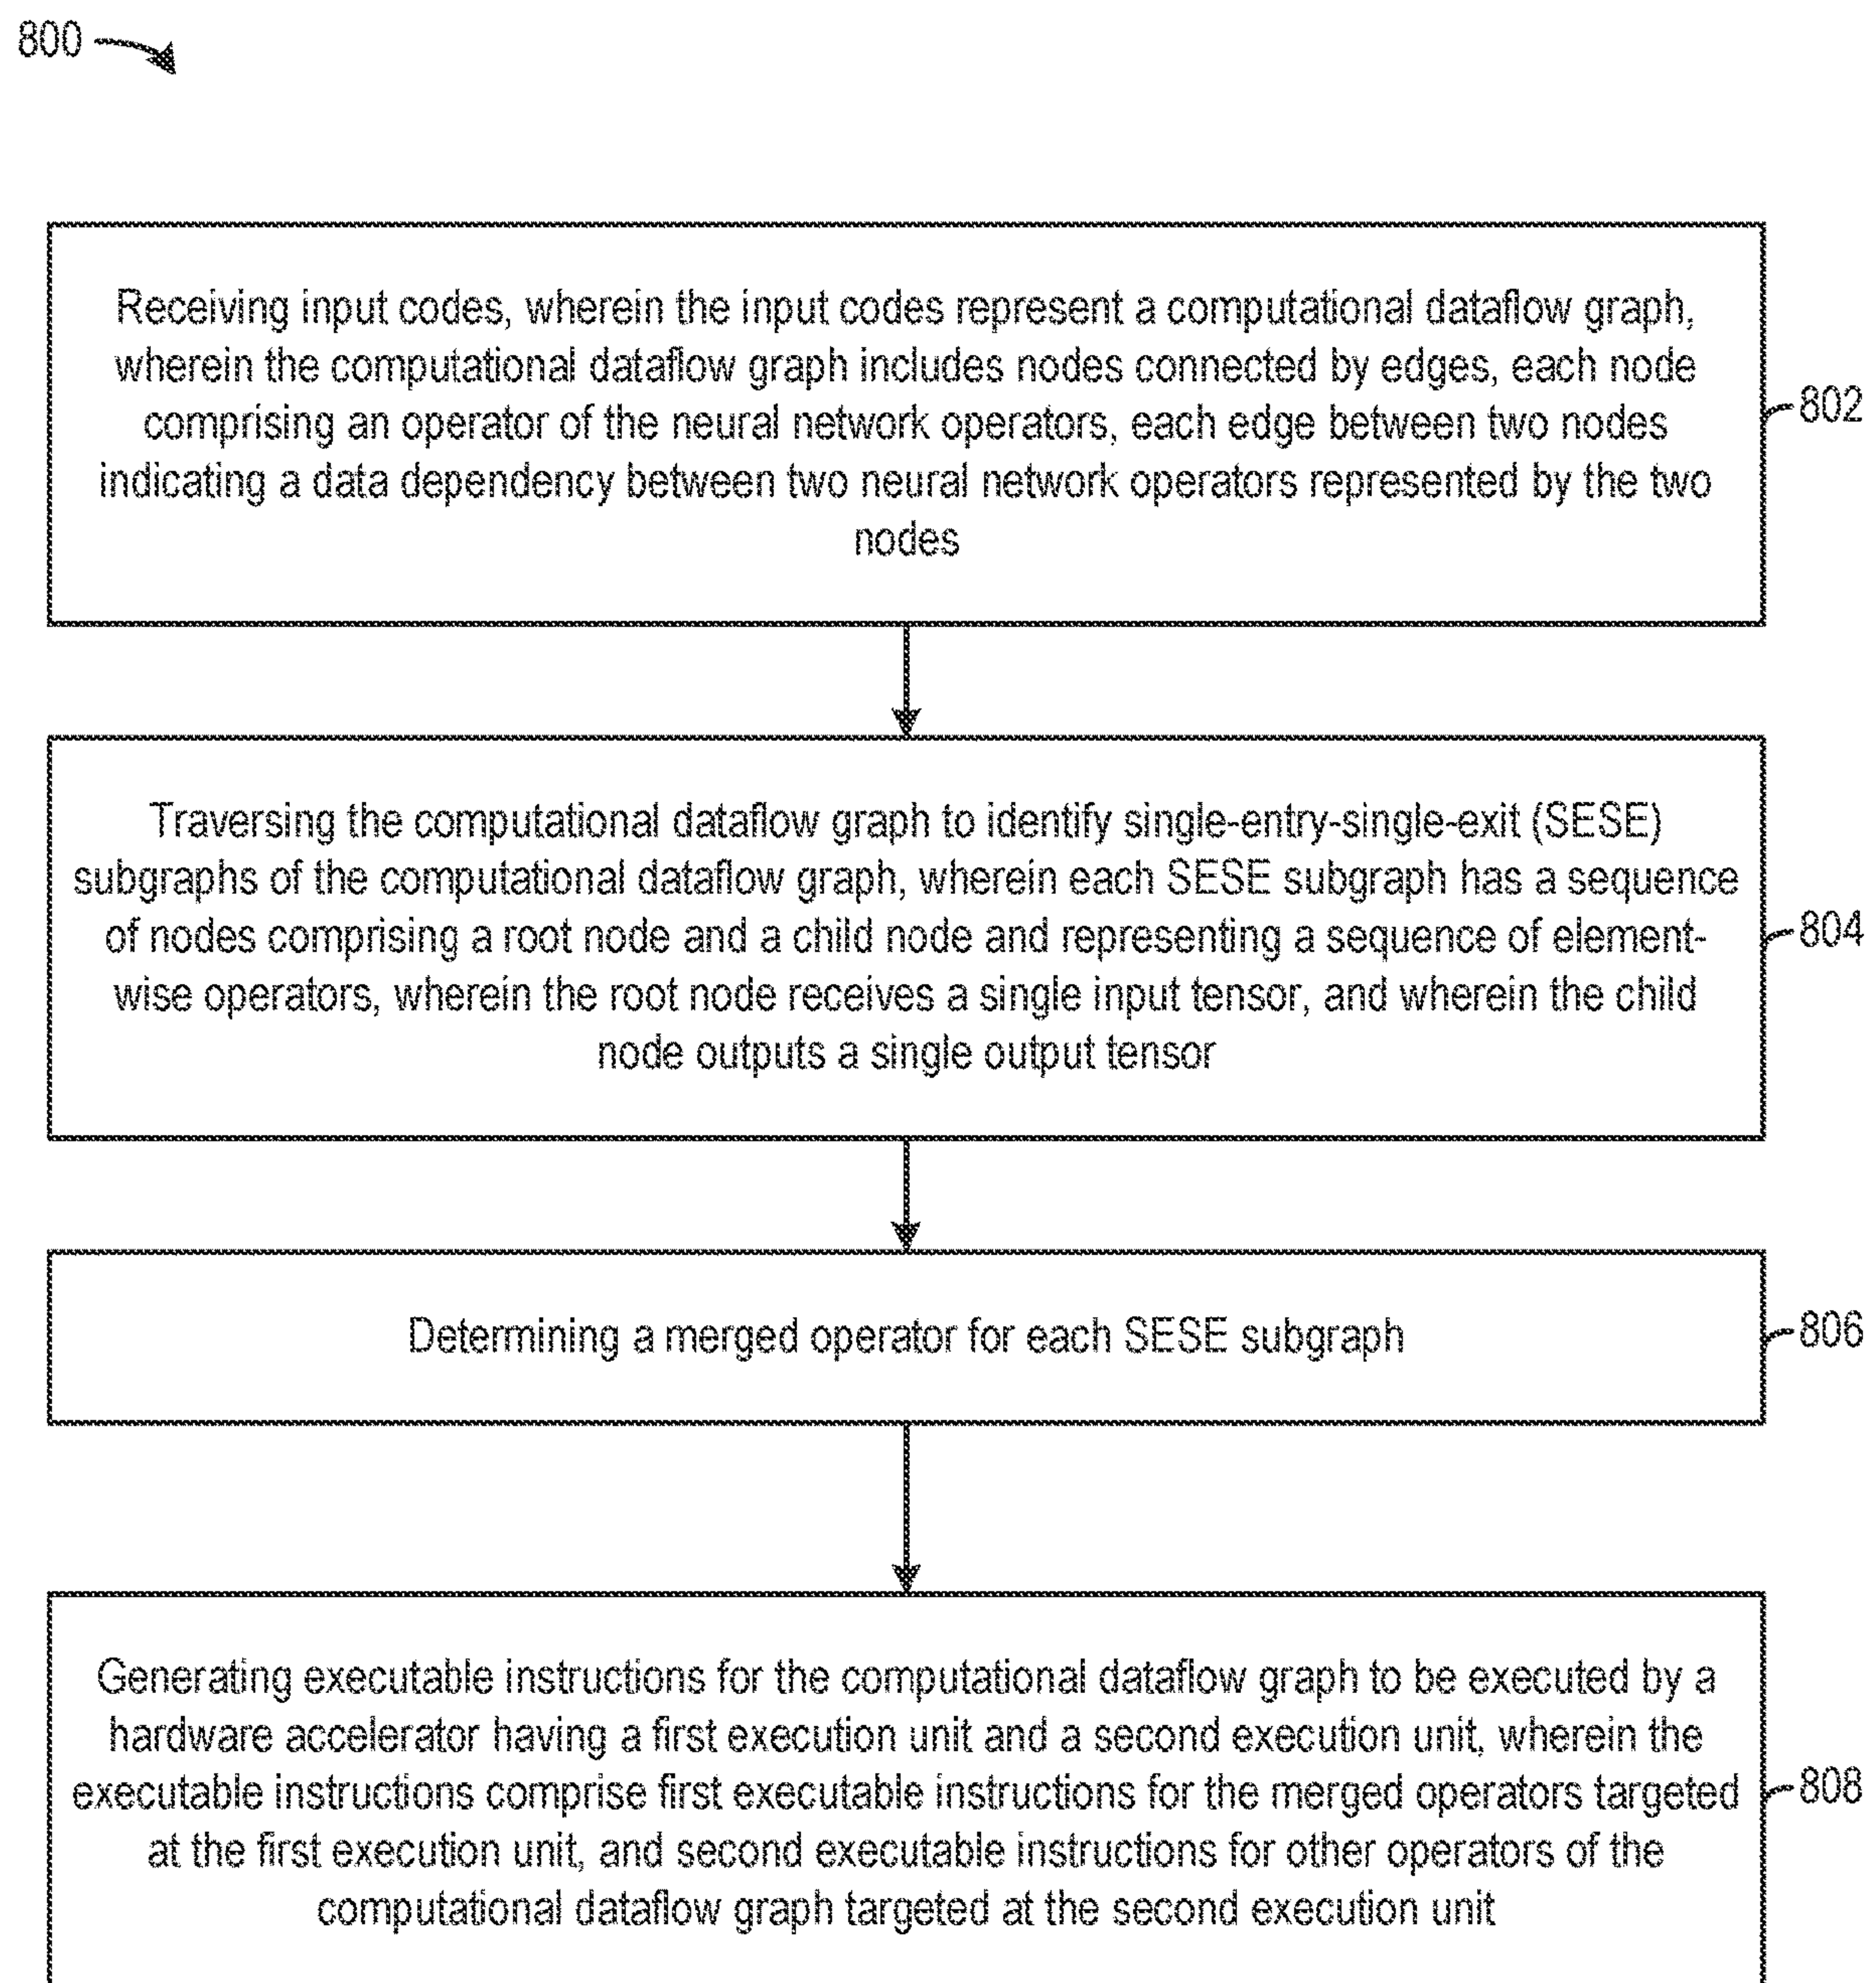 800
Receiving input codes, wherein the input codes represent a computational dataflow graph,
wherein the computational dataflow graph includes nodes connected by edges, each node
comprising an operator of the neural network operators, each edge between two nodes
indicating a data dependency between two neural network operators represented by the two
nodes
802
Traversing the computational dataflow graph to identify single-entry-single-exit (SESE)
subgraphs of the computational dataflow graph, wherein each SESE subgraph has a sequence
of nodes comprising a root node and a child node and representing a sequence of element-
wise operators, wherein the root node receives a single input tensor, and wherein the child
node outputs a single output tensor
804
Determining a merged operator for each SESE subgraph
806
Generating executable instructions for the computational dataflow graph to be executed by a
hardware accelerator having a first execution unit and a second execution unit, wherein the
executable instructions comprise first executable instructions for the merged operators targeted
at the first execution unit, and second executable instructions for other operators of the
computational dataflow graph targeted at the second execution unit
808